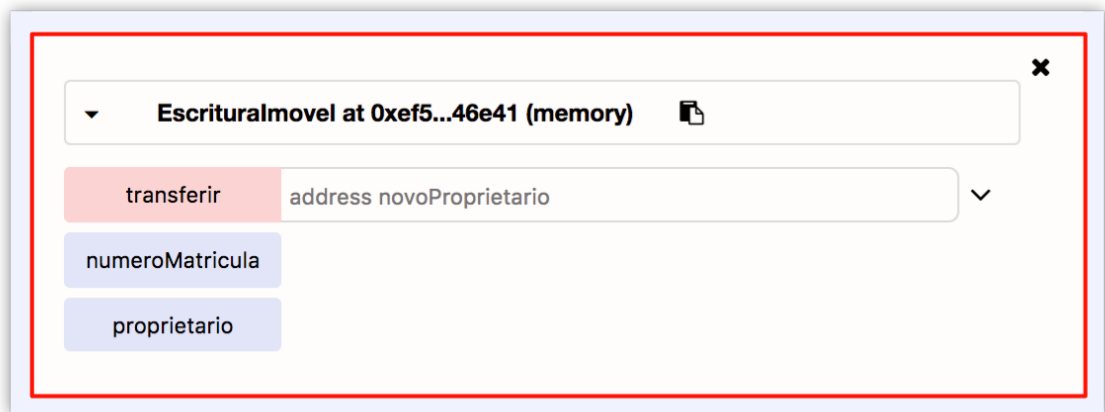 EscrituraImovel at 0xef5...46e41 (memory)
transferir address novoProprietario
numeroMatricula
proprietario